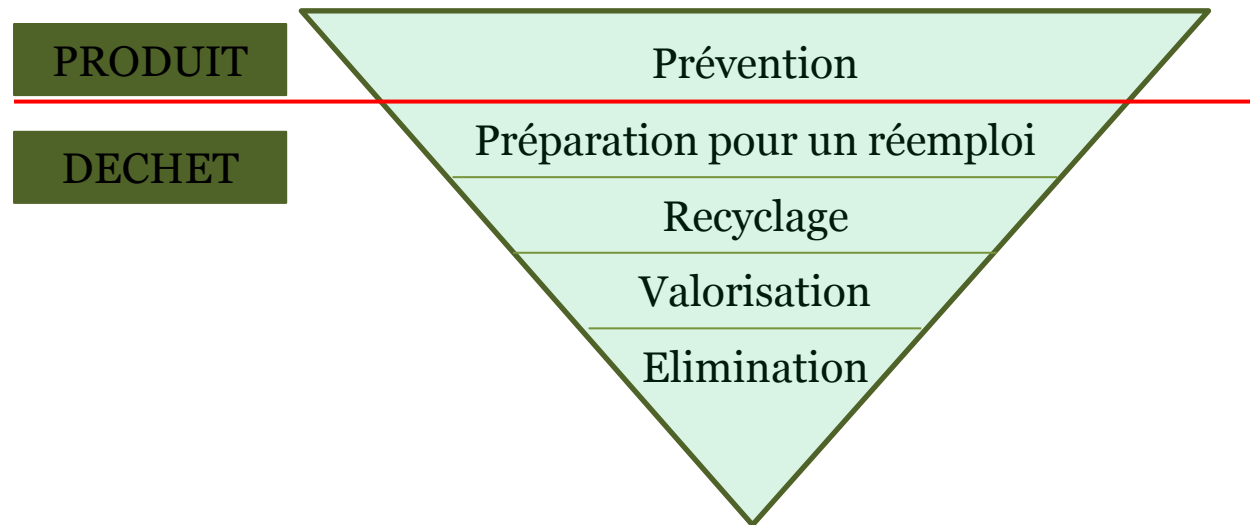 PRODUIT
Prévention
Préparation pour un réemploi
DECHET
Recyclage
Valorisation
Elimination